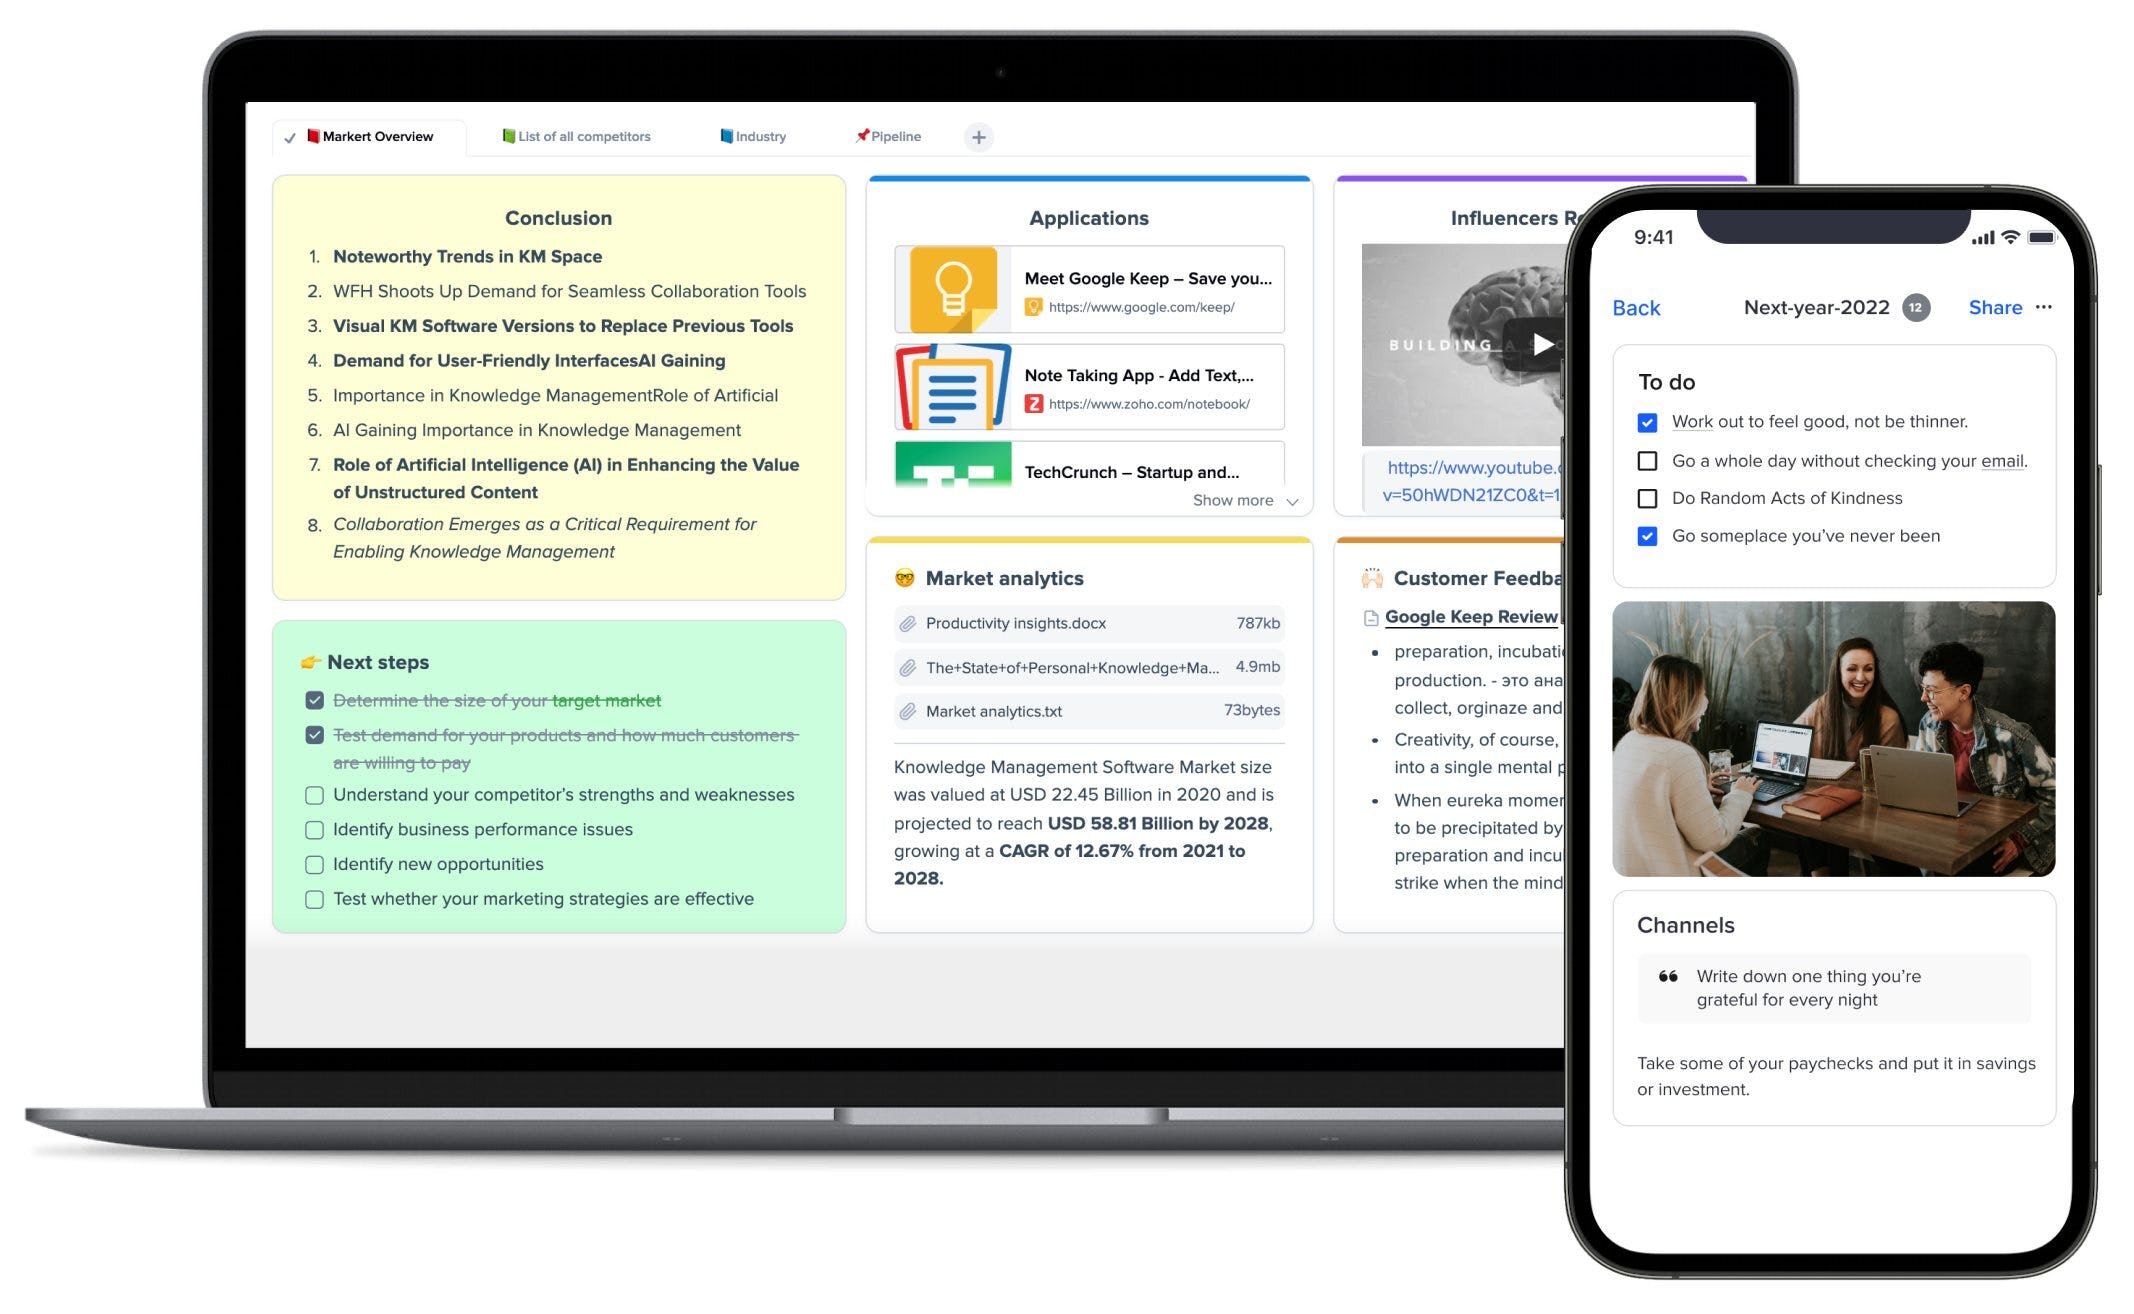 Markert Overview
List of all competitors
Industry
Pipeline
Conclusion
1. Noteworthy Trends in KM Space
2. WFH Shoots Up Demand for Seamless Collaboration Tools
3. Visual KM Software Versions to Replace Previous Tools
4. Demand for User-Friendly InterfacesAI Gaining
5. Importance in Knowledge ManagementRole of Artificial
6. AI Gaining Importance in Knowledge Management
7. Role of Artificial Intelligence (AI) in Enhancing the Value
of Unstructured Content
8. Collaboration Emerges as a Critical Requirement for
Enabling Knowledge Management
Next steps
Determine the size of your target market
Test demand for your products and how much customers
are willing to pay
Understand your competitor's strengths and weaknesses
Identify business performance issues
Identify new opportunities
Test whether your marketing strategies are effective
Applications
Meet Google Keep – Save you...
https://www.google.com/keep/
Note Taking App - Add Text,...
https://www.zoho.com/notebook/
TechCrunch – Startup and...
Show more
Market analytics
Productivity insights.docx 787kb
The+State+of+Personal+Knowledge+Ma... 4.9mb
Market analytics.txt 73bytes
Knowledge Management Software Market size
was valued at USD 22.45 Billion in 2020 and is
projected to reach USD 58.81 Billion by 2028,
growing at a CAGR of 12.67% from 2021 to
2028.
Influencers
BUILDING A
https://www.youtube.
v=50hWDN21ZC0&t=1
Customer Feedba
Google Keep Review
preparation, incubati
production. - это ана
collect, orginaze and
Creativity, of course,
into a single mental
When eureka momen
to be precipitated by
preparation and incu
strike when the mind
9:41
Back
Next-year-2022 12
Share
To do
Work out to feel good, not be thinner.
Go a whole day without checking your email.
Do Random Acts of Kindness
Go someplace you've never been
Channels
Write down one thing you're
grateful for every night
Take some of your paychecks and put it in savings
or investment.